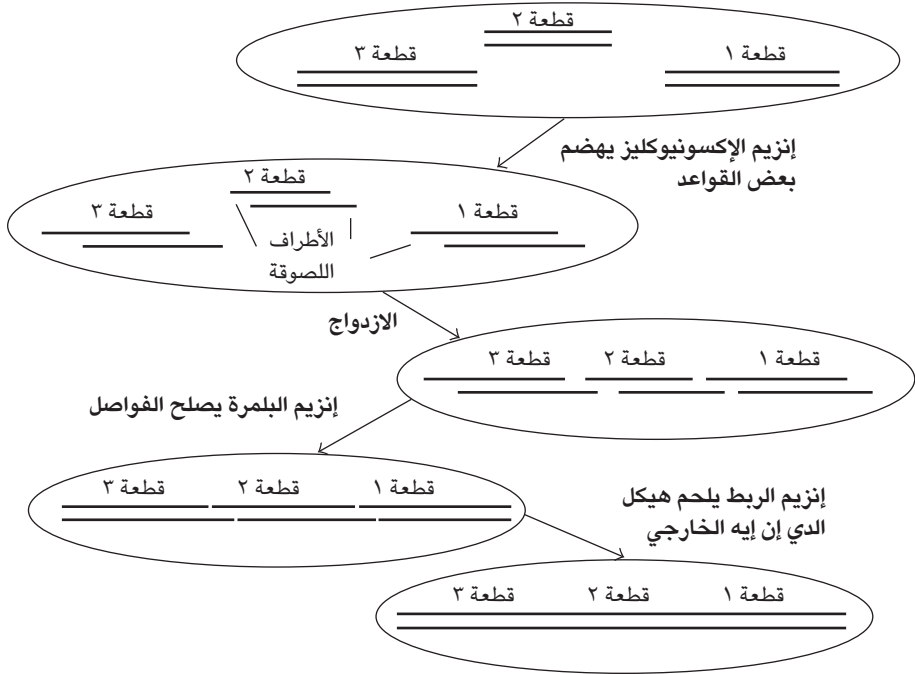 قطعة ١
قطعة ٢
قطعة ٣
إنزيم الإكسونيوكليز يهضم
بعض القواعد
قطعة ١
قطعة ٢
قطعة ٣
الأطراف
اللصوقة
الازدواج
قطعة ١
قطعة ٢
قطعة ٣
إنزيم البلمرة يصلح الفواصل
قطعة ١
قطعة ٢
قطعة ٣
إنزيم الربط يلحم هيكل
الدي إن إيه الخارجي
قطعة ١
قطعة ٢
قطعة ٣